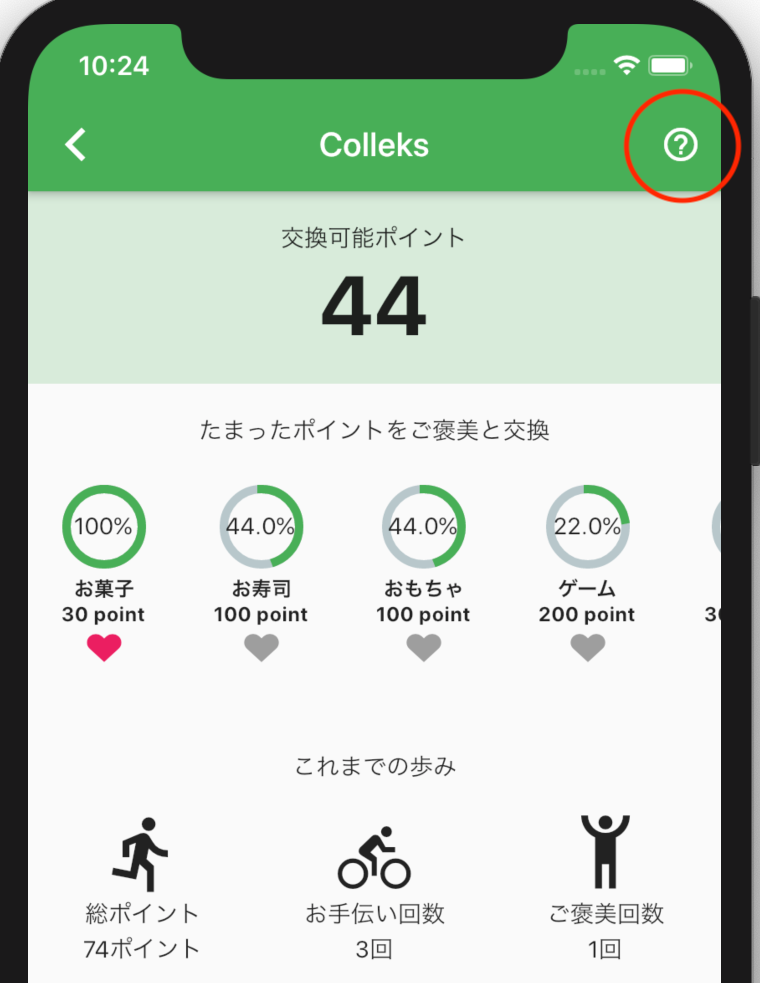 10:24
Colleks
交換可能ポイント
44
たまったポイントをご褒美と交換
100% 44.0% 44.0% 22.0%
お菓子 お寿司 おもちゃ ゲーム
30 point 100 point 100 point 200 point
これまでの歩み
総ポイント お手伝い回数 ご褒美回数
74ポイント 3回 1回